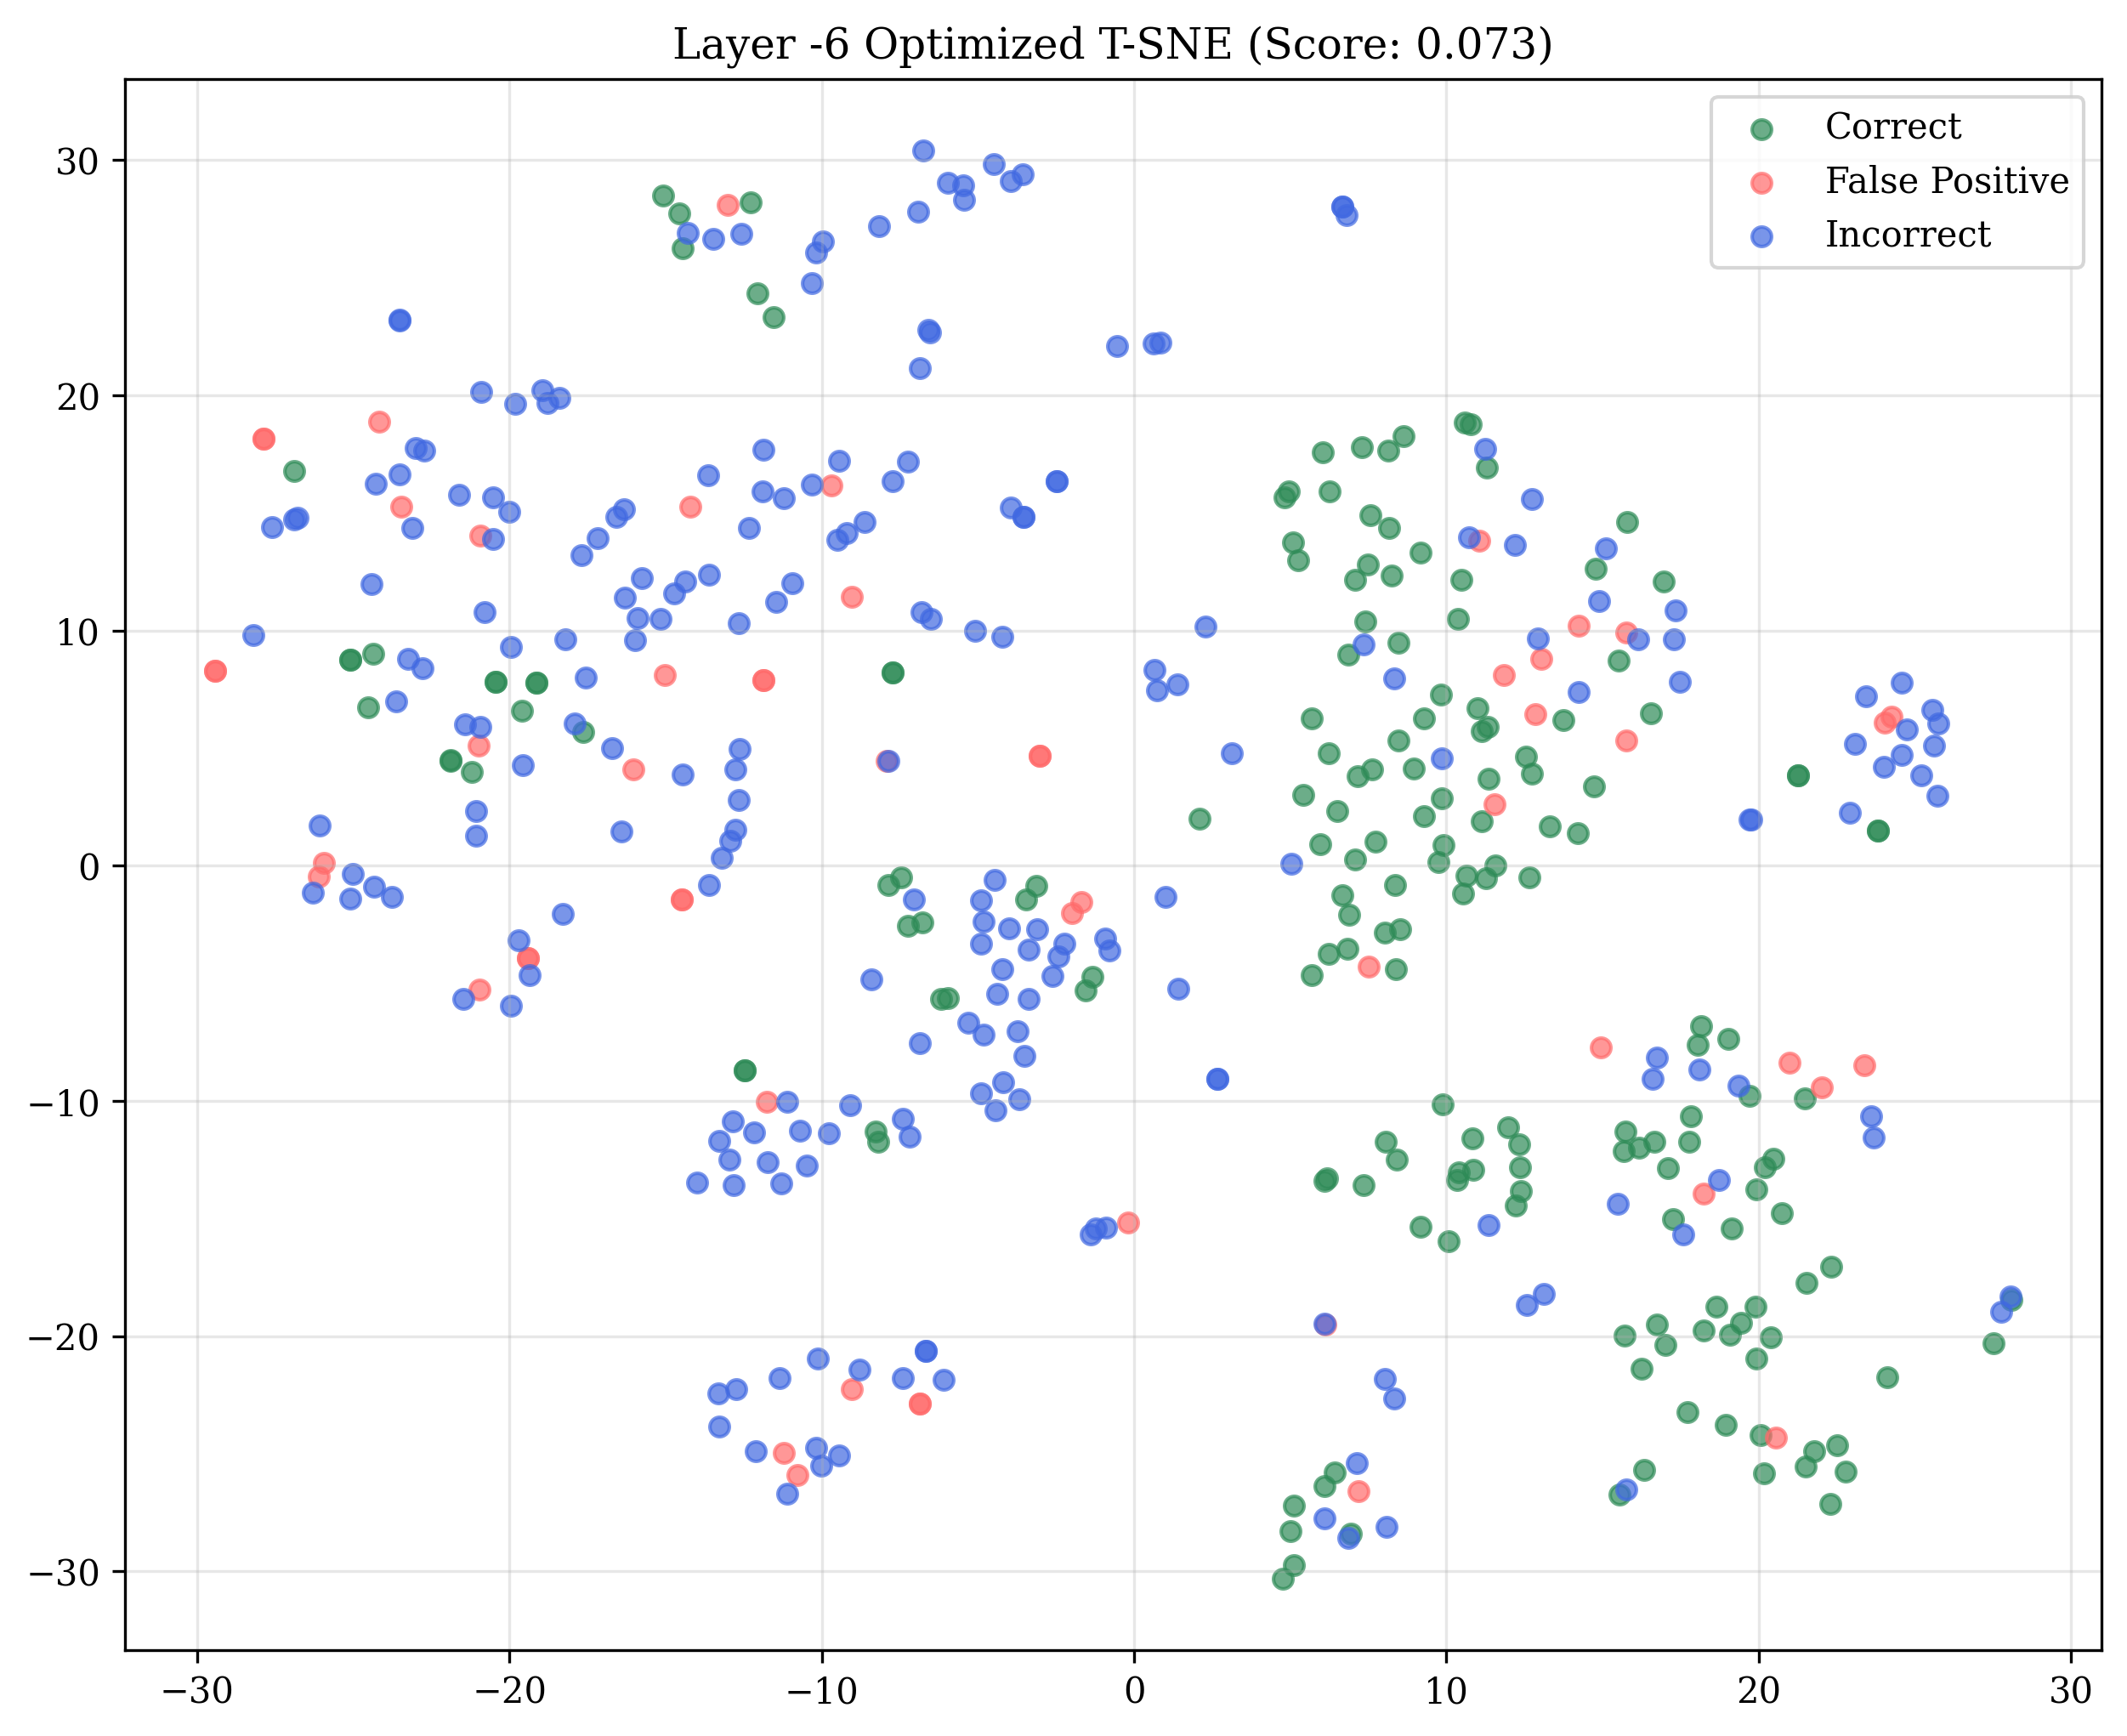 Layer -6 Optimized T-SNE (Score: 0.073)
Correct
False Positive
Incorrect
30
20
10
0
−10
−20
−30
−30 −20 −10 0 10 20 30